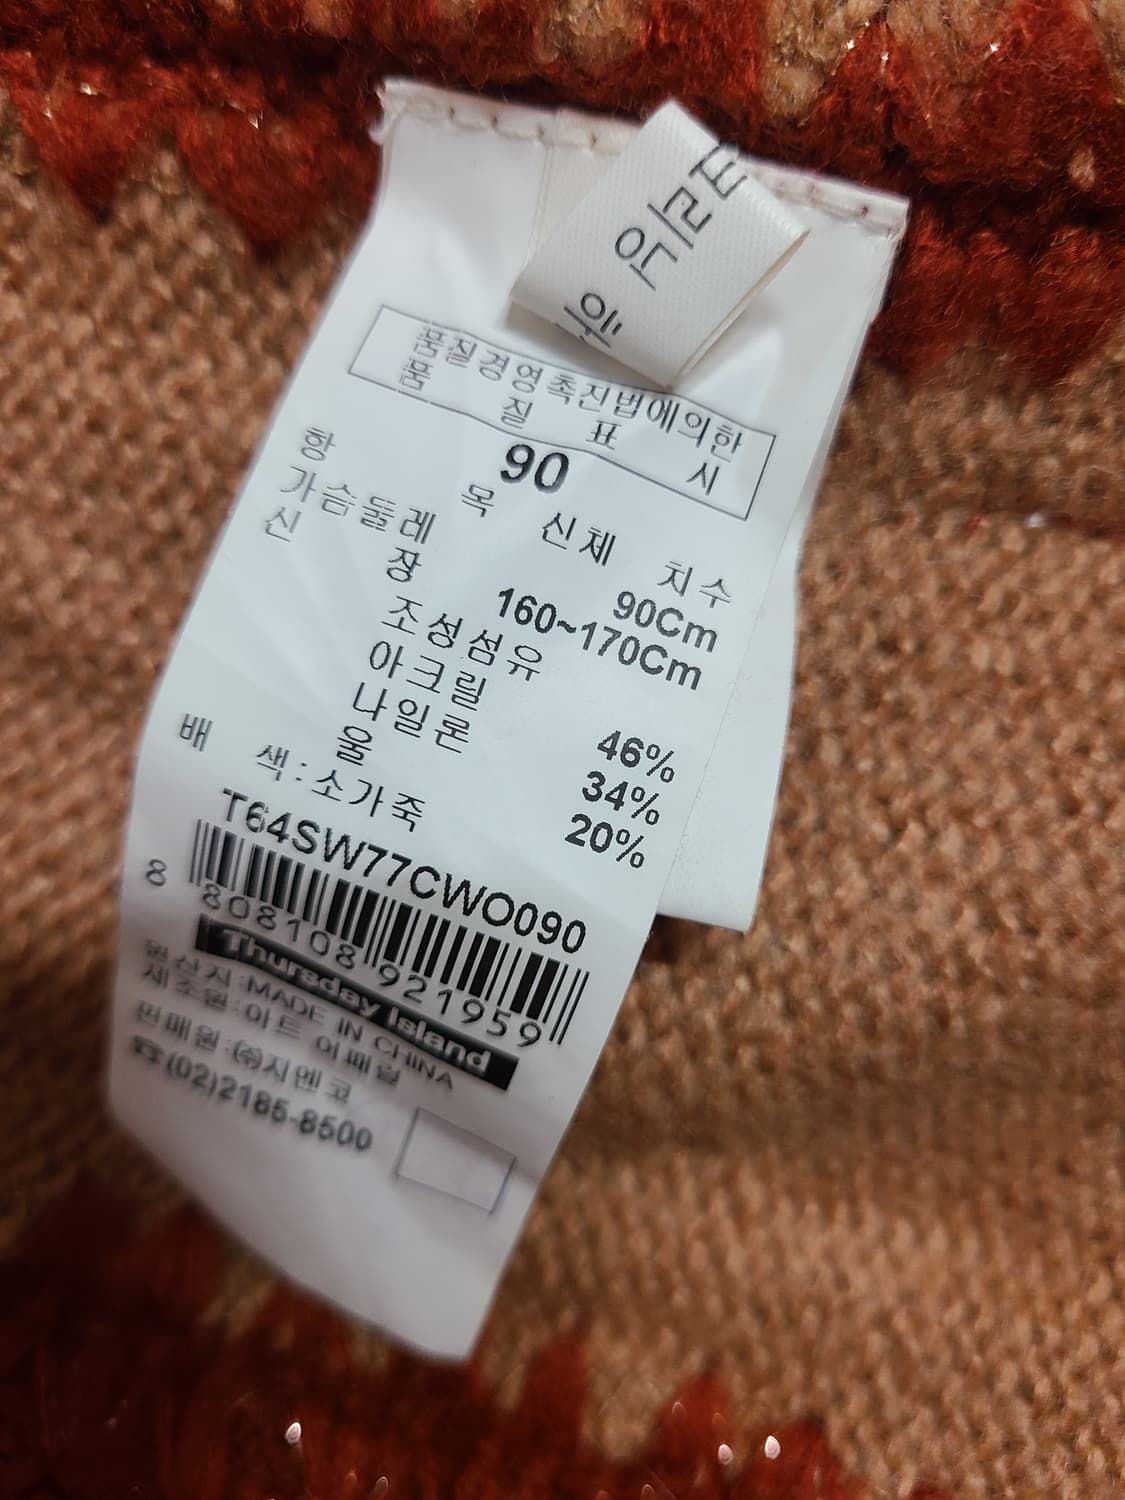 품질경영촉진법에의한
품 질 표 시
90
항 목 신체 치수
가슴둘레 90Cm
신 장 160~170Cm
조성섬유
아크릴 46%
나일론 34%
울 20%
배 색:소가죽
T64SW77CWO090
8 808108 921959
Thursday Island
원산지:MADE IN CHINA
제조원:아트 어패럴
판매원:㈜지엔코
☎(02)2185-8500